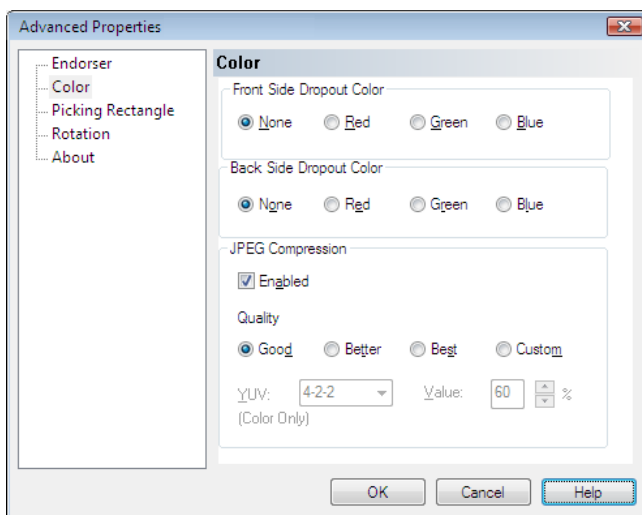 Advanced Properties
Endorser
Color
Picking Rectangle
Rotation
About
Color
Front Side Dropout Color
None Red Green Blue
Back Side Dropout Color
None Red Green Blue
JPEG Compression
Enabled
Quality
Good Better Best Custom
YUV: 4-2-2 Value: 60 %
(Color Only)
OK Cancel Help